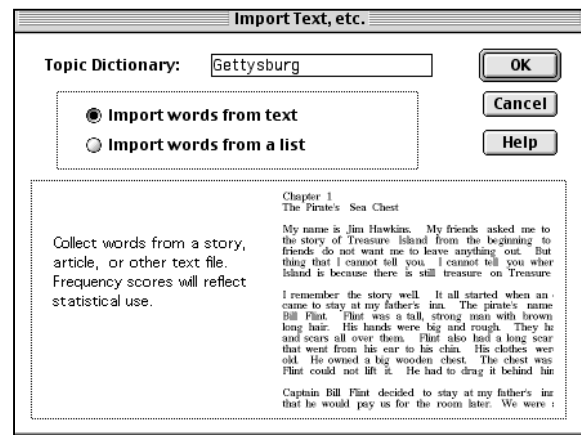 Import Text, etc.
Topic Dictionary: Gettysburg
OK
Import words from text
Cancel
Import words from a list
Help
Collect words from a story,
article, or other text file.
Frequency scores will reflect
statistical use.
Chapter 1
The Pirate's Sea Chest
My name is Jim Hawkins. My friends asked me to
the story of Treasure Island from the beginning to
friends do not want me to leave anything out. But
thing that I cannot tell you. I cannot tell you wher
Island is because there is still treasure on Treasure
I remember the story well. It all started when an
came to stay at my father's inn. The pirate's name
Bill Flint. Flint was a tall, strong man with brown
long hair. His hands were big and rough. They ha
and scars all over them. Flint also had a long scar
that went from his ear to his chin. His clothes wer
old. He owned a big wooden chest. The chest was
Flint could not lift it. He had to drag it behind him
Captain Bill Flint decided to stay at my father's inn
that he would pay us for the room later. We were